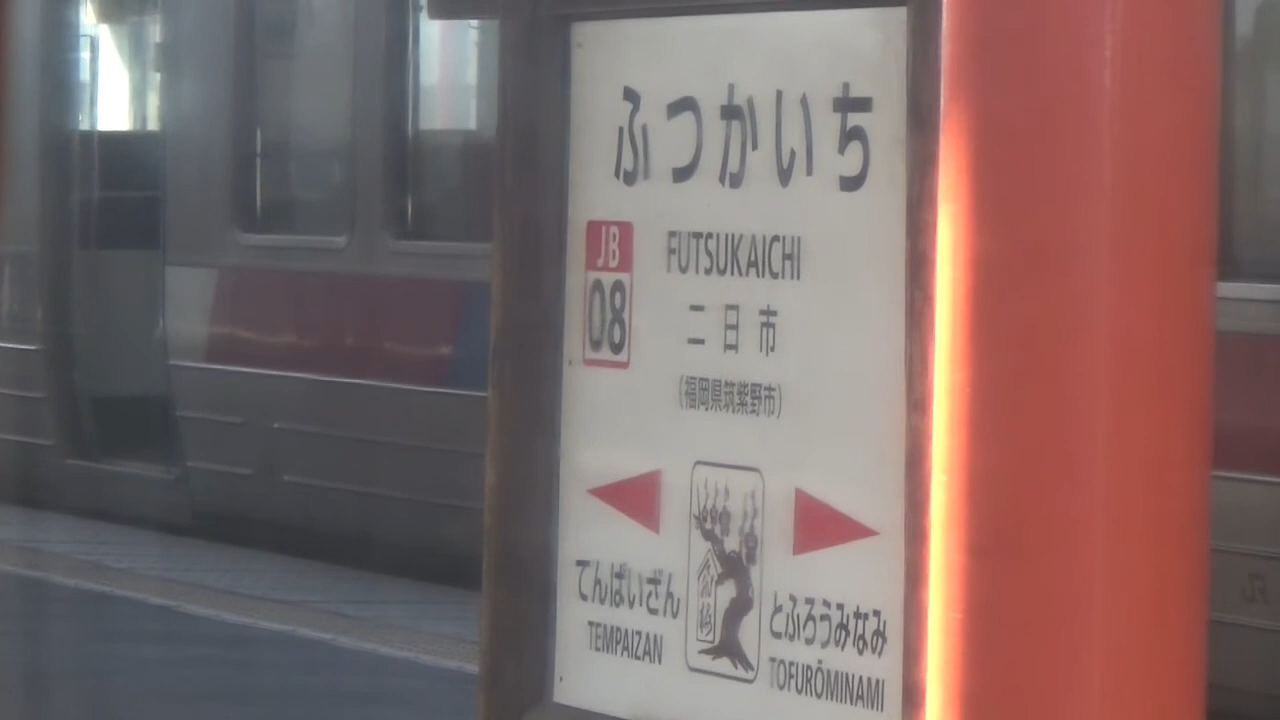 ふつかいち
JB
08
FUTSUKAICHI
二日市
(福岡県筑紫野市)
てんぱいざん
TEMPAIZAN
とふろうみなみ
TOFURŌMINAMI